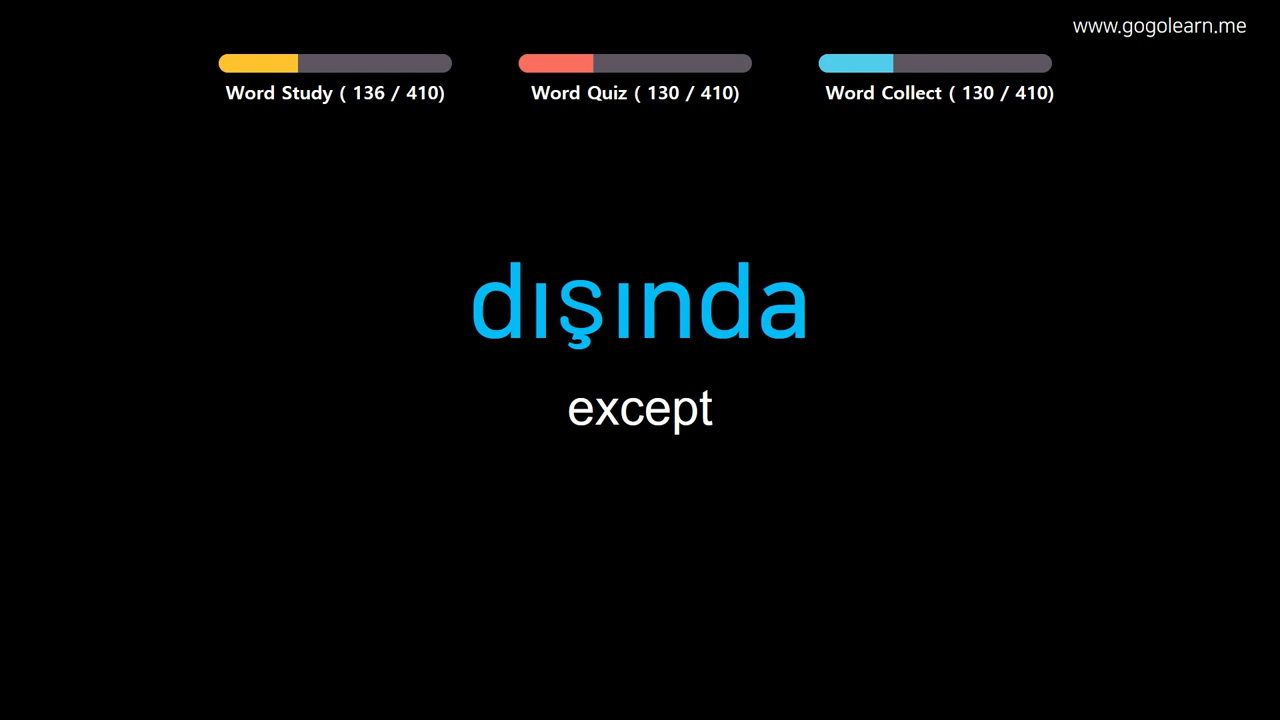 www.gogolearn.me
Word Study ( 136 / 410)
Word Quiz ( 130 / 410)
Word Collect ( 130 / 410)
dışında
except